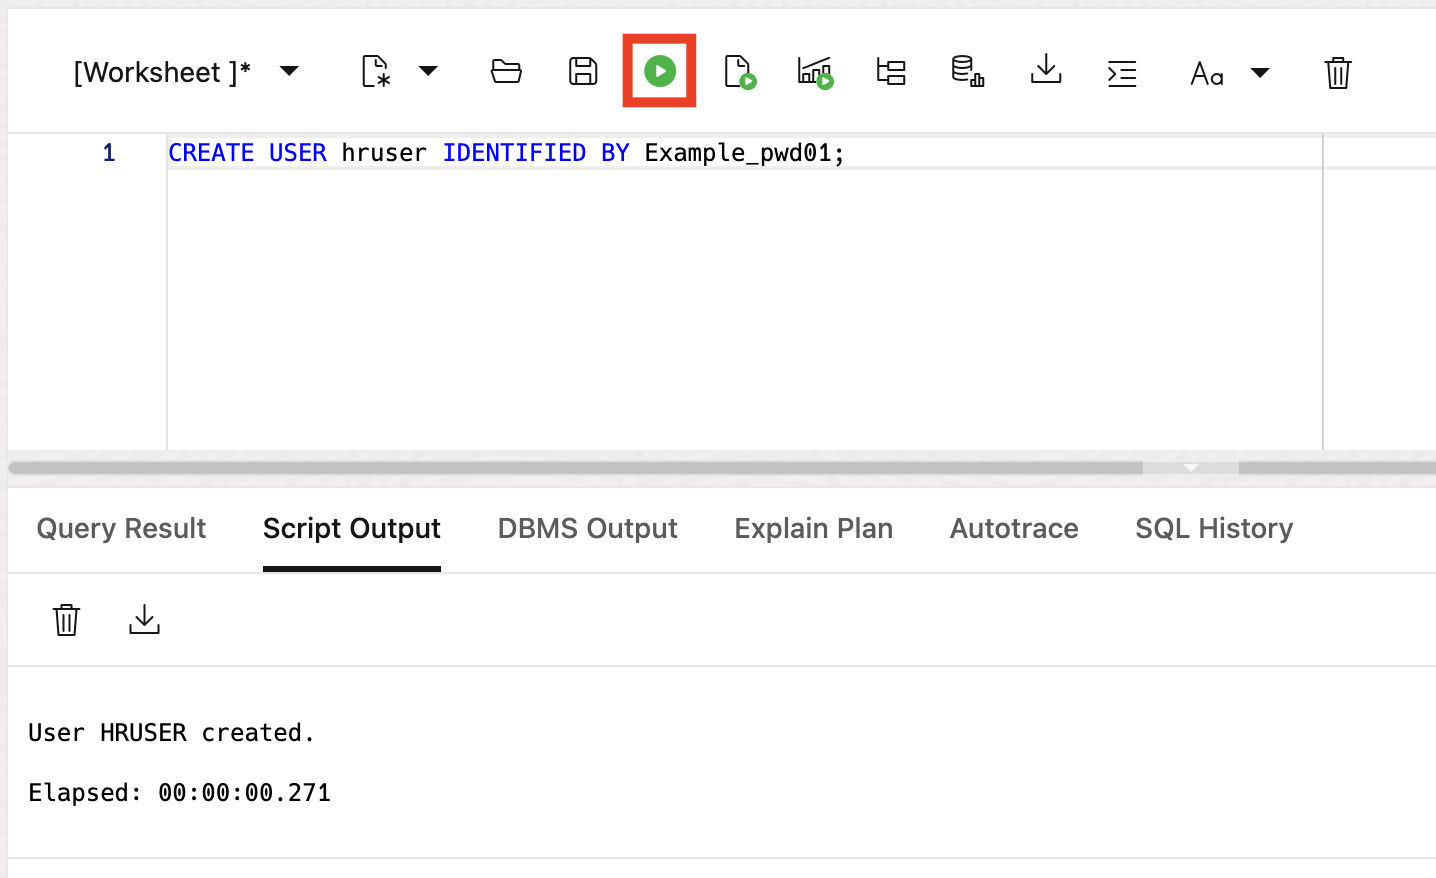 [Worksheet ]* Aa
1 CREATE USER hruser IDENTIFIED BY Example_pwd01;
Query Result Script Output DBMS Output Explain Plan Autotrace SQL History
User HRUSER created.
Elapsed: 00:00:00.271